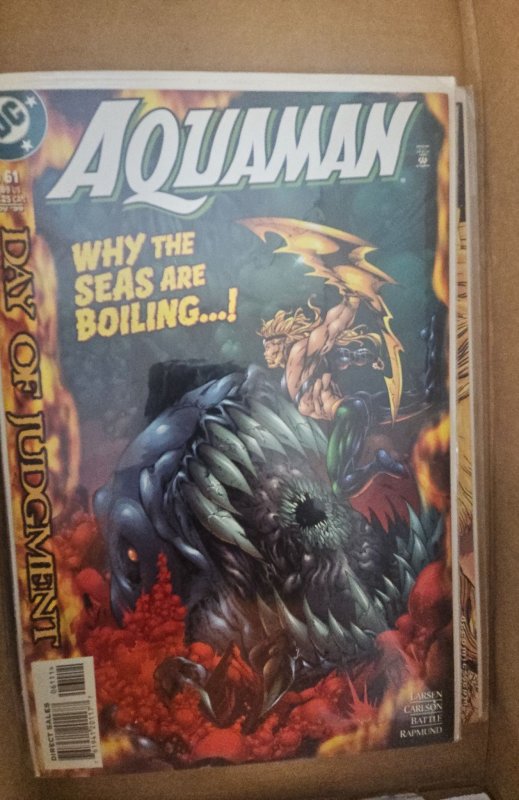 DC
AQUAMAN
61
WHY THE
SEAS ARE
BOILING...!
DAY OF JUDGMENT
LARSEN
CARLSON
BATTLE
RAPMUND
DIRECT SALES